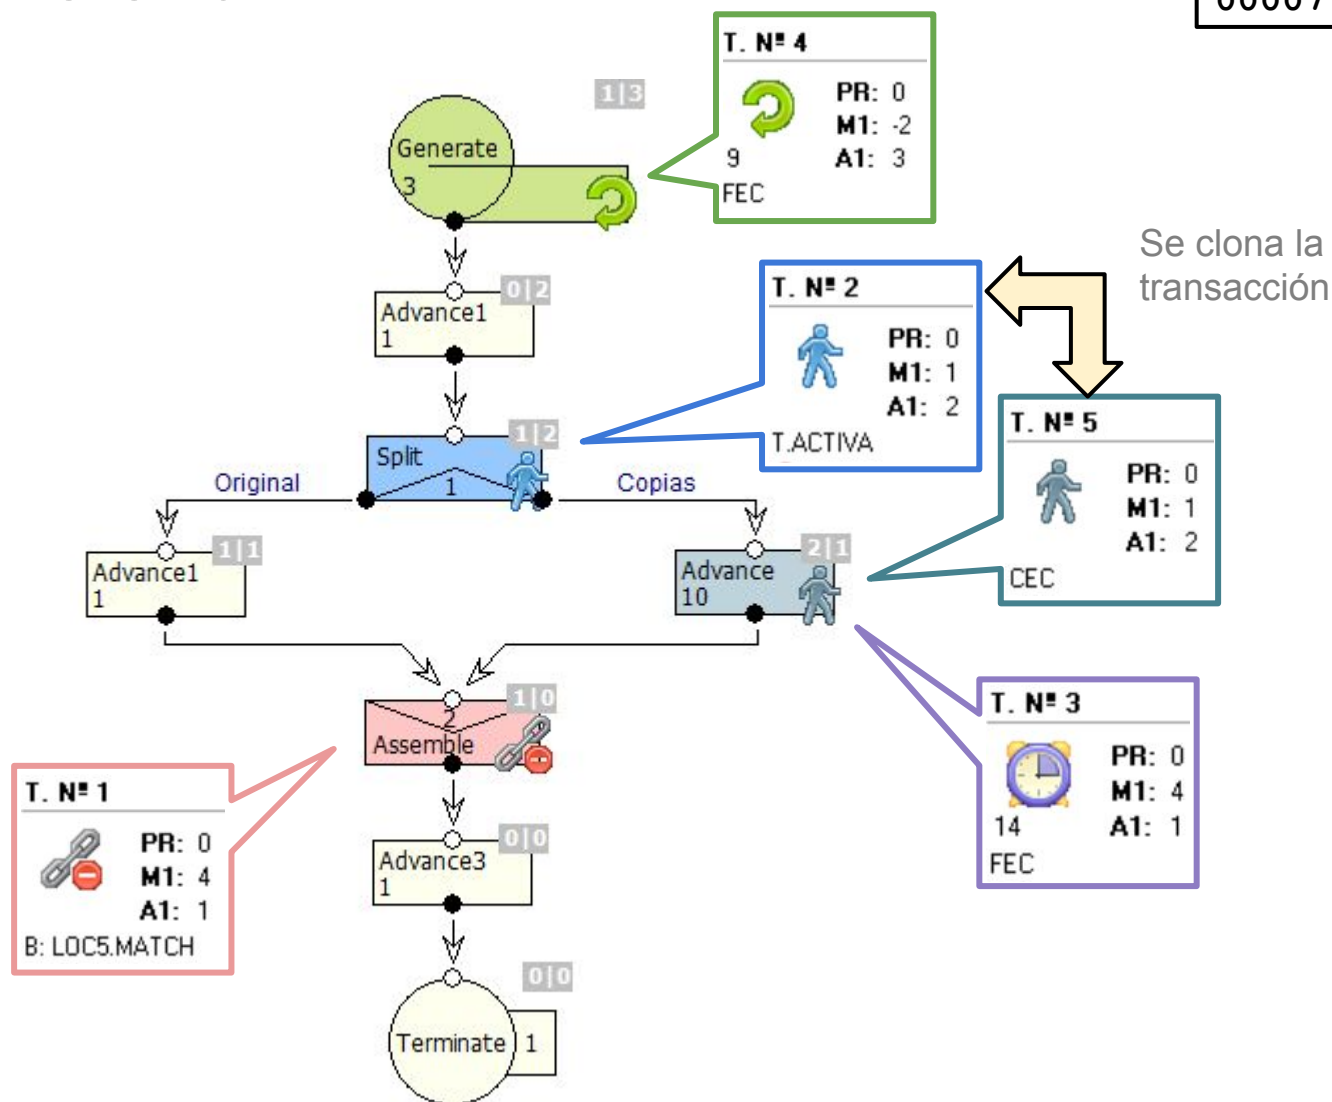 T. Nº 4
PR: 0
M1: -2
A1: 3
9
FEC
1|3
Generate
3
Se clona la
transacción
0|2
Advance1
1
T. Nº 2
PR: 0
M1: 1
A1: 2
T.ACTIVA
1|2
Split
1
Original
Copias
T. Nº 5
PR: 0
M1: 1
A1: 2
CEC
1|1
Advance1
1
2|1
Advance
10
1|0
2
Assemble
T. Nº 3
PR: 0
M1: 4
A1: 1
14
FEC
T. Nº 1
PR: 0
M1: 4
A1: 1
B: LOC5.MATCH
0|0
Advance3
1
0|0
Terminate
1